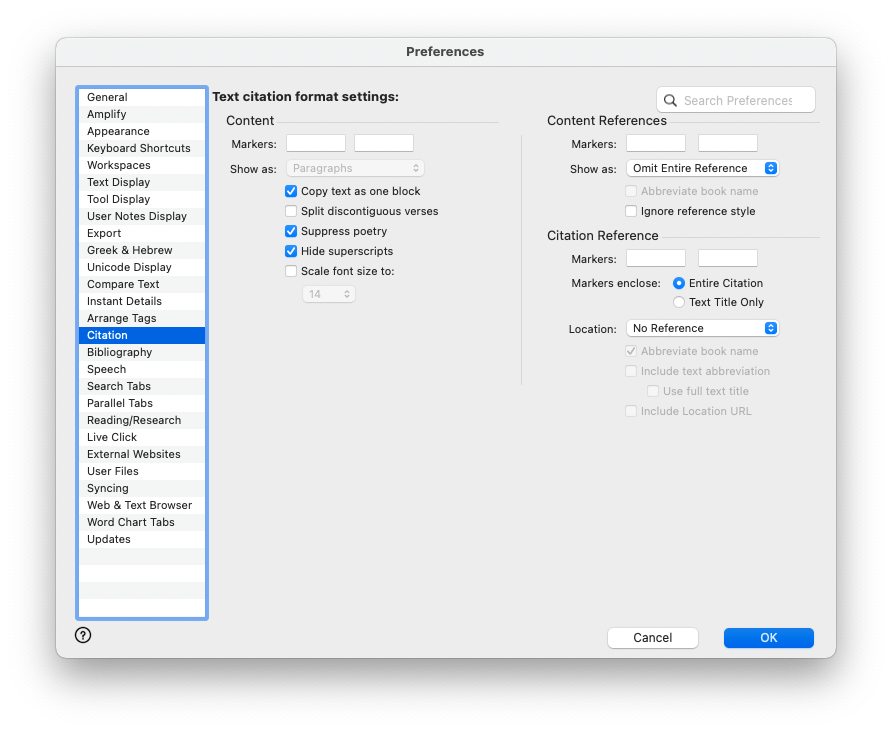 Preferences
General
Amplify
Appearance
Keyboard Shortcuts
Workspaces
Text Display
Tool Display
User Notes Display
Export
Greek & Hebrew
Unicode Display
Compare Text
Instant Details
Arrange Tags
Citation
Bibliography
Speech
Search Tabs
Parallel Tabs
Reading/Research
Live Click
External Websites
User Files
Syncing
Web & Text Browser
Word Chart Tabs
Updates
Text citation format settings:
Search Preferences
Content
Markers:
Show as: Paragraphs
Copy text as one block
Split discontiguous verses
Suppress poetry
Hide superscripts
Scale font size to:
14
Content References
Markers:
Show as: Omit Entire Reference
Abbreviate book name
Ignore reference style
Citation Reference
Markers:
Markers enclose: Entire Citation
Text Title Only
Location: No Reference
Abbreviate book name
Include text abbreviation
Use full text title
Include Location URL
?
Cancel
OK